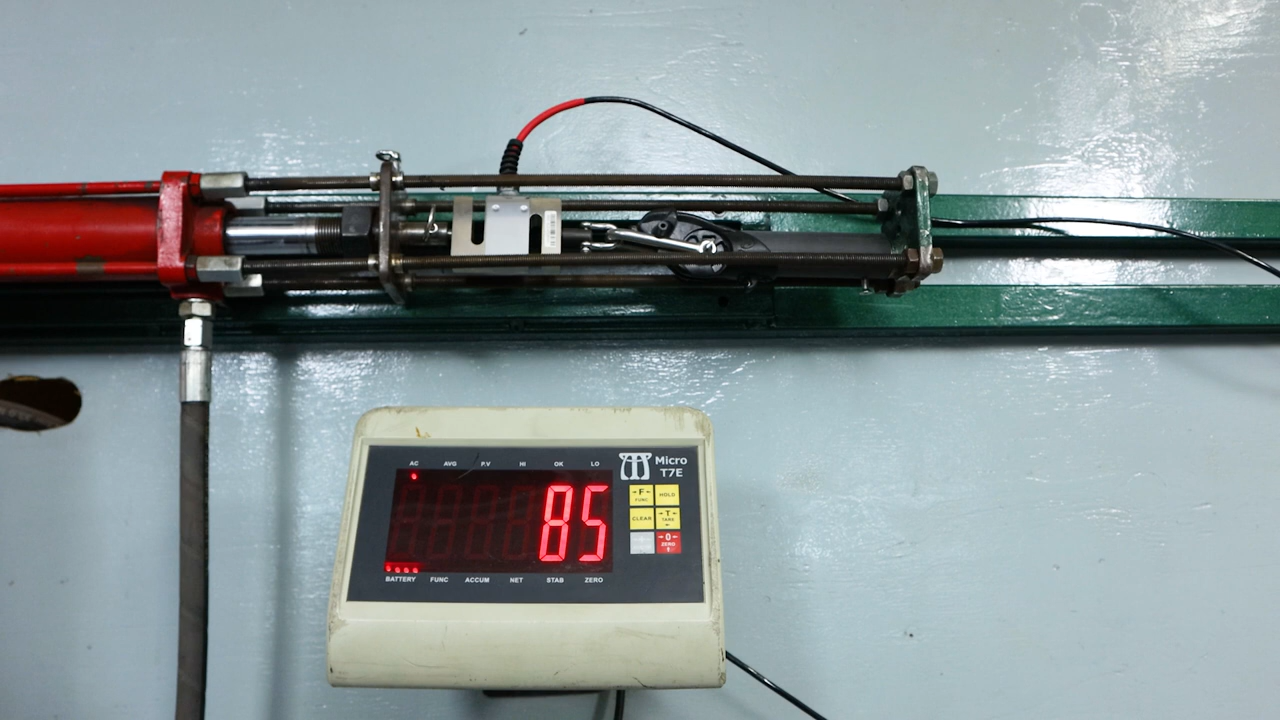 AC AVG P.V HI OK LO
Micro
T7E
85
→F←
FUNC
HOLD
CLEAR
→T←
TARE
→0←
ZERO
BATTERY FUNC ACCUM NET STAB ZERO